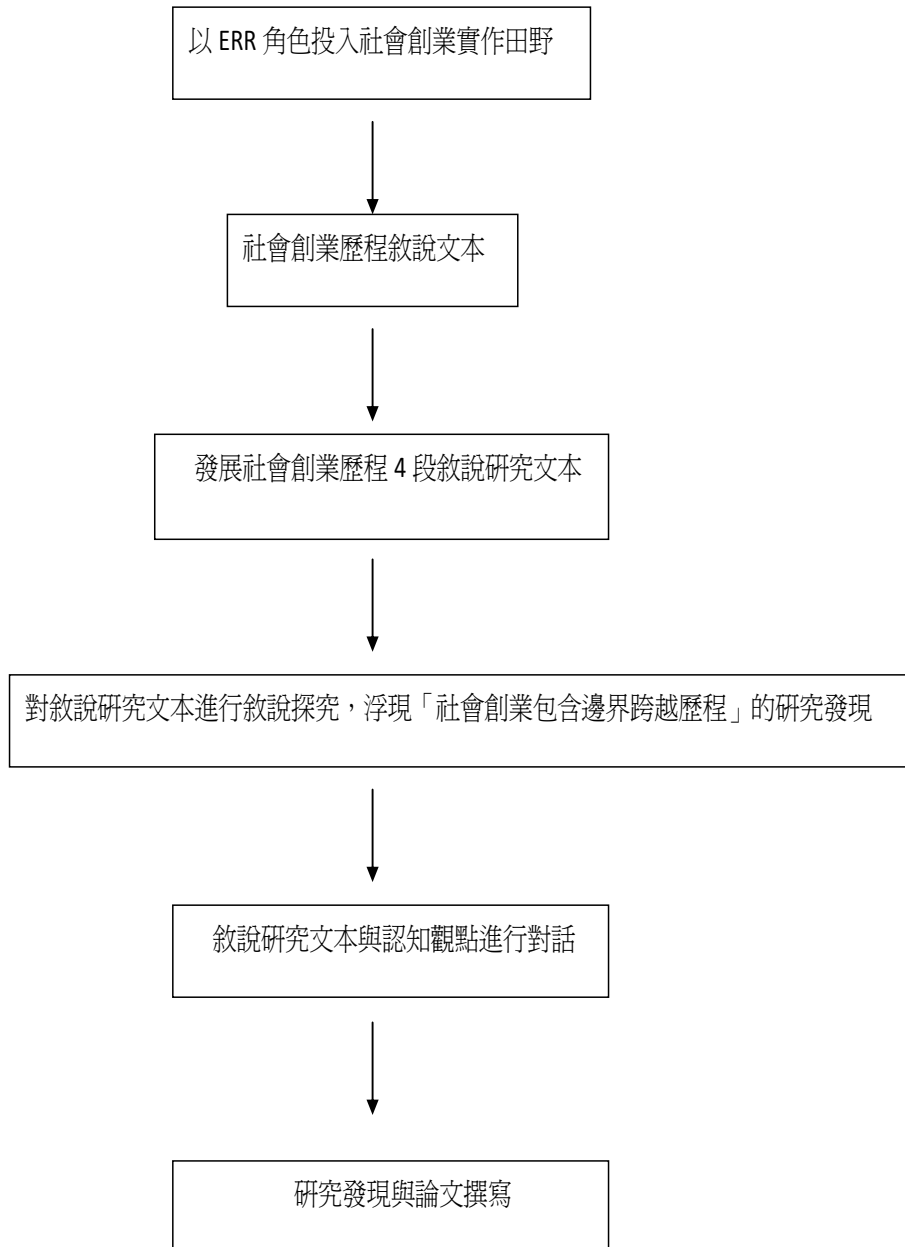 以 ERR 角色投入社會創業實作田野
社會創業歷程敘說文本
發展社會創業歷程 4 段敘說研究文本
對敘說研究文本進行敘說探究，浮現「社會創業包含邊界跨越歷程」的研究發現
敘說研究文本與認知觀點進行對話
研究發現與論文撰寫